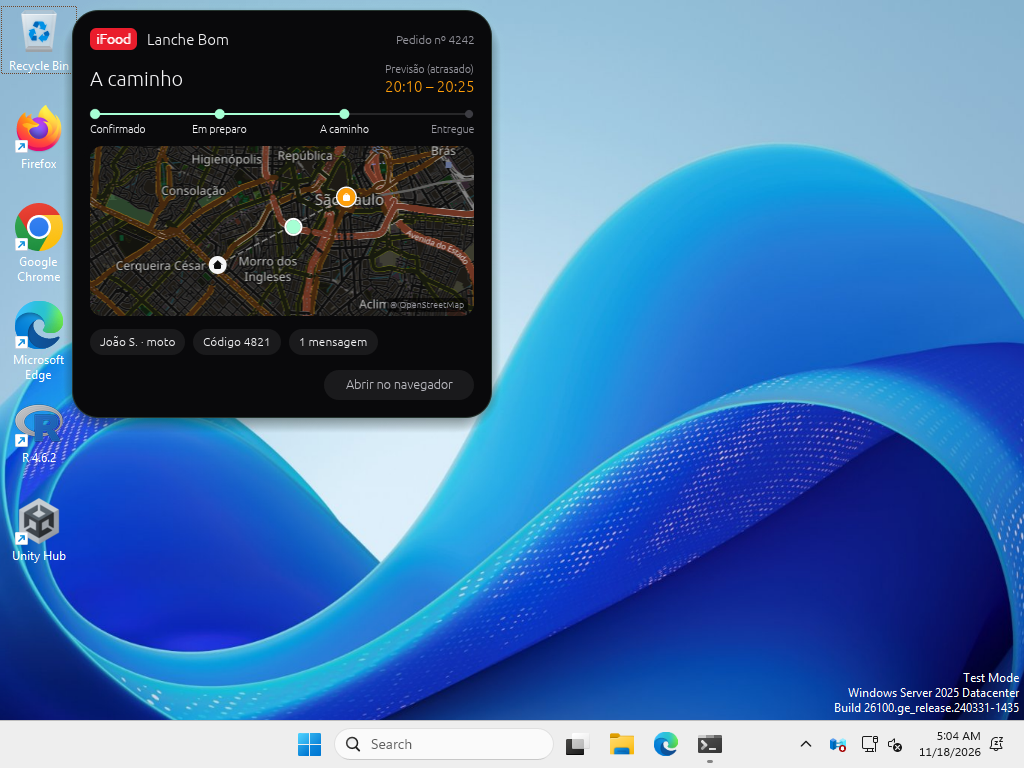 Recycle Bin
Firefox
Google
Chrome
Microsoft
Edge
R 4.6.2
Unity Hub
iFood Lanche Bom
Pedido nº 4242
A caminho
Previsão (atrasado)
20:10 – 20:25
Confirmado
Em preparo
A caminho
Entregue
Higienópolis
República
Brás
Consolação
São Paulo
Avenida do Estado
Cerqueira César
Morro dos
Ingleses
Aclim
© OpenStreetMap
João S. · moto
Código 4821
1 mensagem
Abrir no navegador
Test Mode
Windows Server 2025 Datacenter
Build 26100.ge_release.240331-1435
Search
5:04 AM
11/18/2026